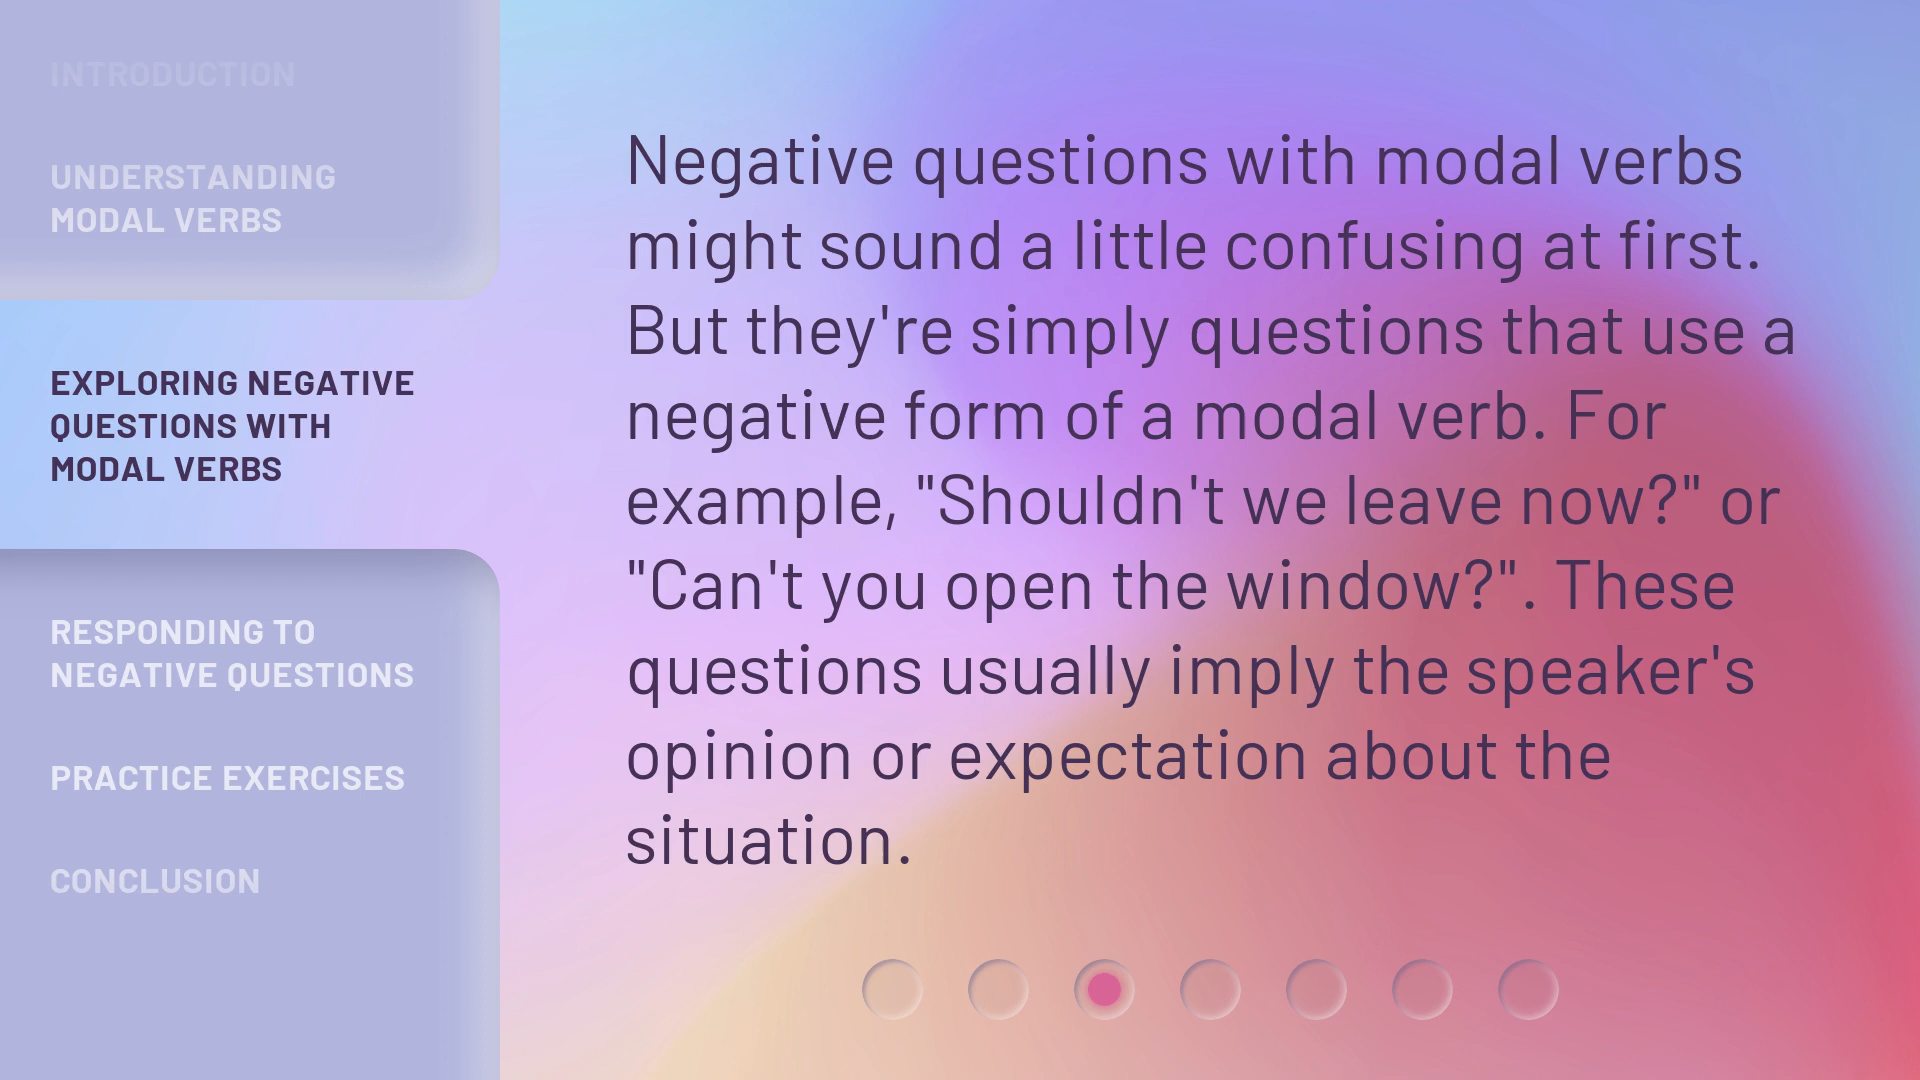 INTRODUCTION
UNDERSTANDING
MODAL VERBS
EXPLORING NEGATIVE
QUESTIONS WITH
MODAL VERBS
RESPONDING TO
NEGATIVE QUESTIONS
PRACTICE EXERCISES
CONCLUSION
Negative questions with modal verbs
might sound a little confusing at first.
But they're simply questions that use a
negative form of a modal verb. For
example, "Shouldn't we leave now?" or
"Can't you open the window?". These
questions usually imply the speaker's
opinion or expectation about the
situation.